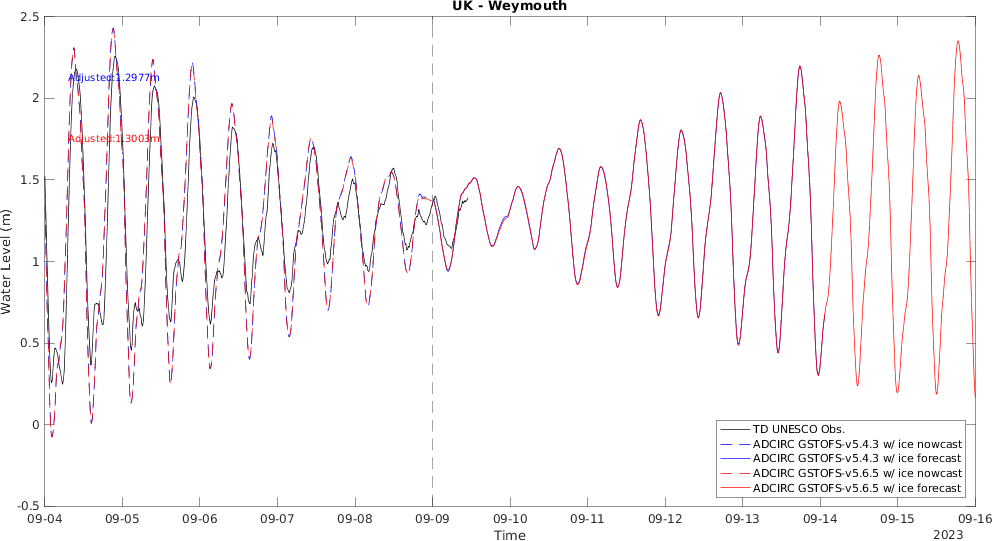 UK - Weymouth
2.5
2
1.5
1
0.5
0
-0.5
Water Level (m)
Adjusted:1.2977m
Adjusted:1.3003m
TD UNESCO Obs.
ADCIRC GSTOFS-v5.4.3 w/ ice nowcast
ADCIRC GSTOFS-v5.4.3 w/ ice forecast
ADCIRC GSTOFS-v5.6.5 w/ ice nowcast
ADCIRC GSTOFS-v5.6.5 w/ ice forecast
09-04 09-05 09-06 09-07 09-08 09-09 09-10 09-11 09-12 09-13 09-14 09-15 09-16
Time
2023